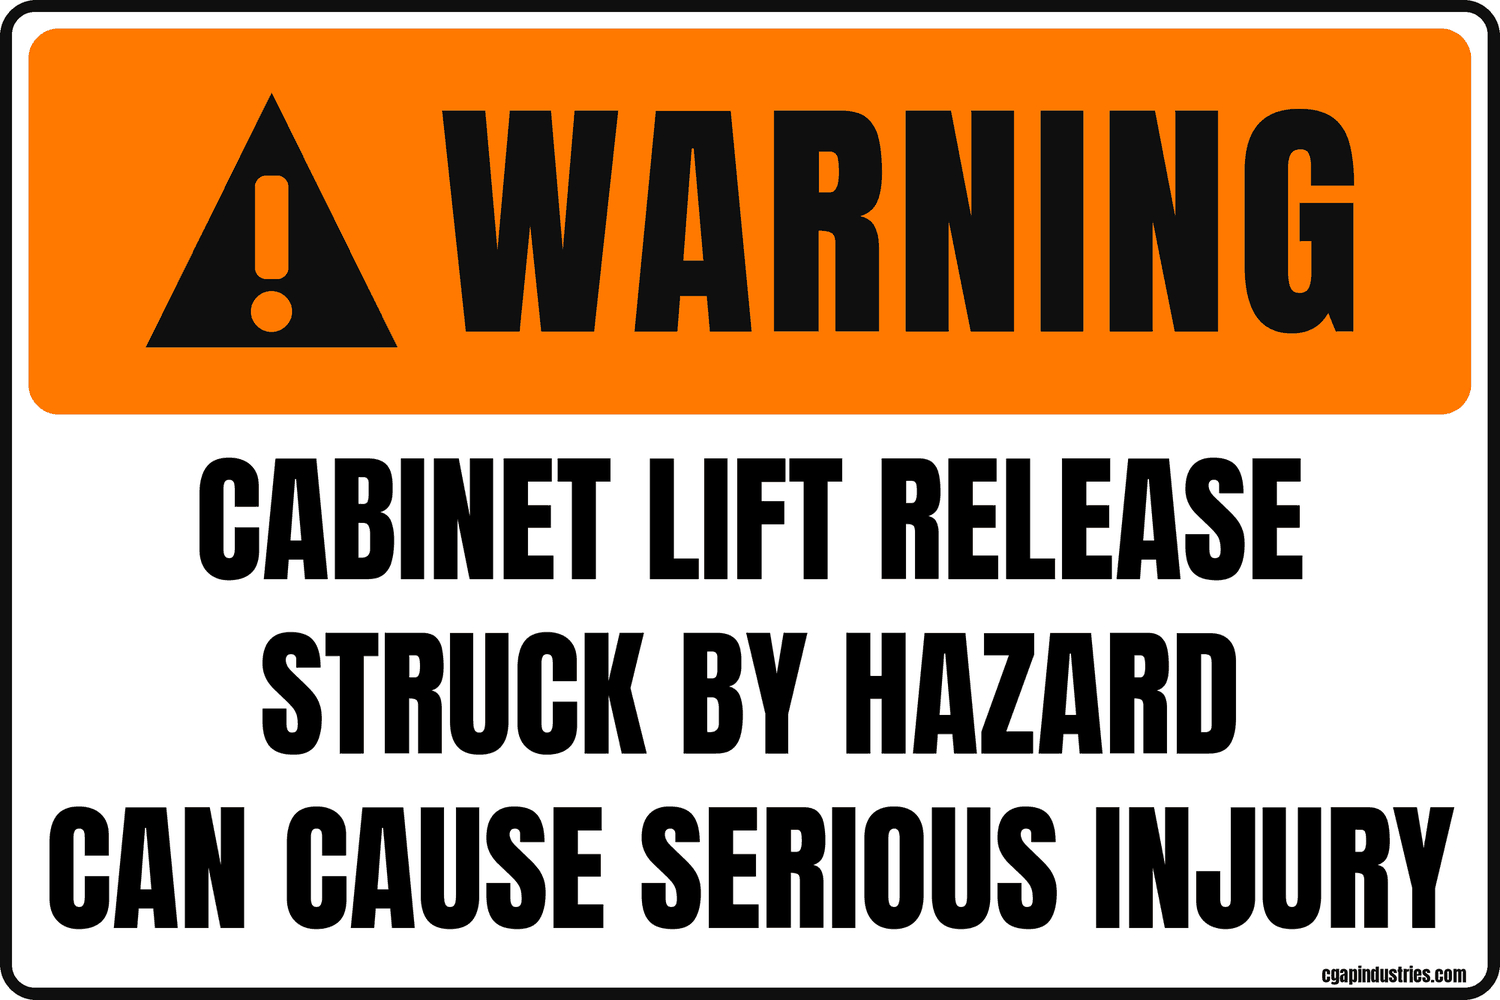 WARNING
CABINET LIFT RELEASE
STRUCK BY HAZARD
CAN CAUSE SERIOUS INJURY
cgapindustries.com